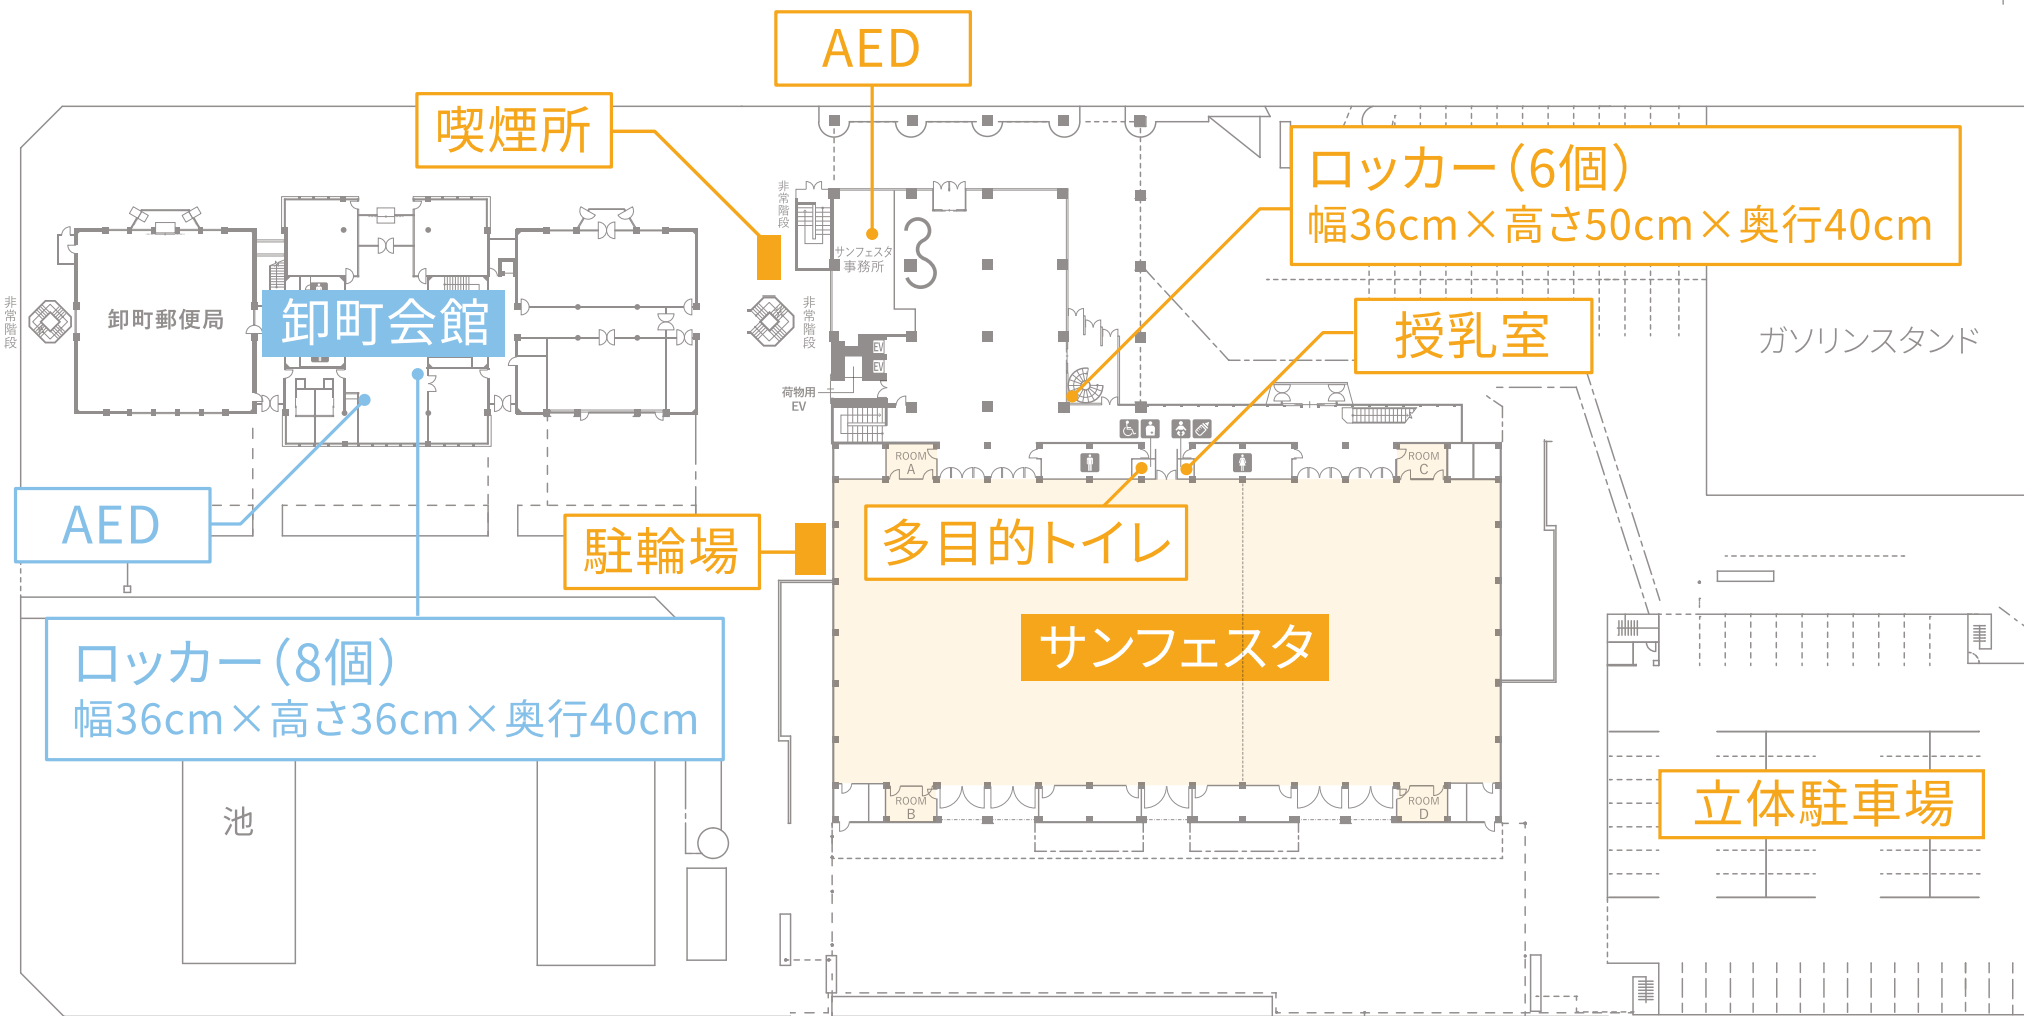 AED
喫煙所
ロッカー（6個）
幅36cm×高さ50cm×奥行40cm
非常階段
サンフェスタ
事務所
卸町郵便局
非常階段
卸町会館
非常階段
EV
EV
荷物用
EV
授乳室
ガソリンスタンド
ROOM
A
ROOM
C
AED
駐輪場
多目的トイレ
サンフェスタ
ロッカー（8個）
幅36cm×高さ36cm×奥行40cm
池
ROOM
B
ROOM
D
立体駐車場